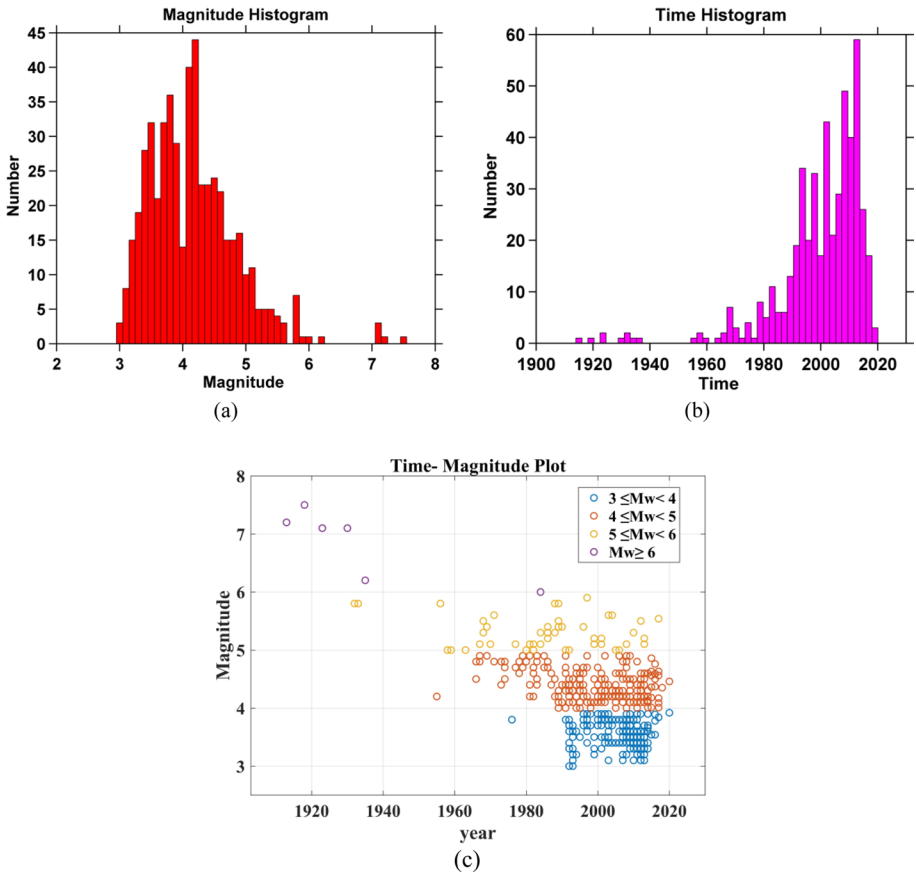 Magnitude Histogram
45
40
35
30
25
20
15
10
5
0
Number
2 3 4 5 6 7 8
Magnitude
(a)
Time Histogram
60
50
40
30
20
10
0
Number
1900 1920 1940 1960 1980 2000 2020
Time
(b)
Time- Magnitude Plot
8
7
6
5
4
3
Magnitude
3 ≤Mw< 4
4 ≤Mw< 5
5 ≤Mw< 6
Mw≥ 6
1920 1940 1960 1980 2000 2020
year
(c)